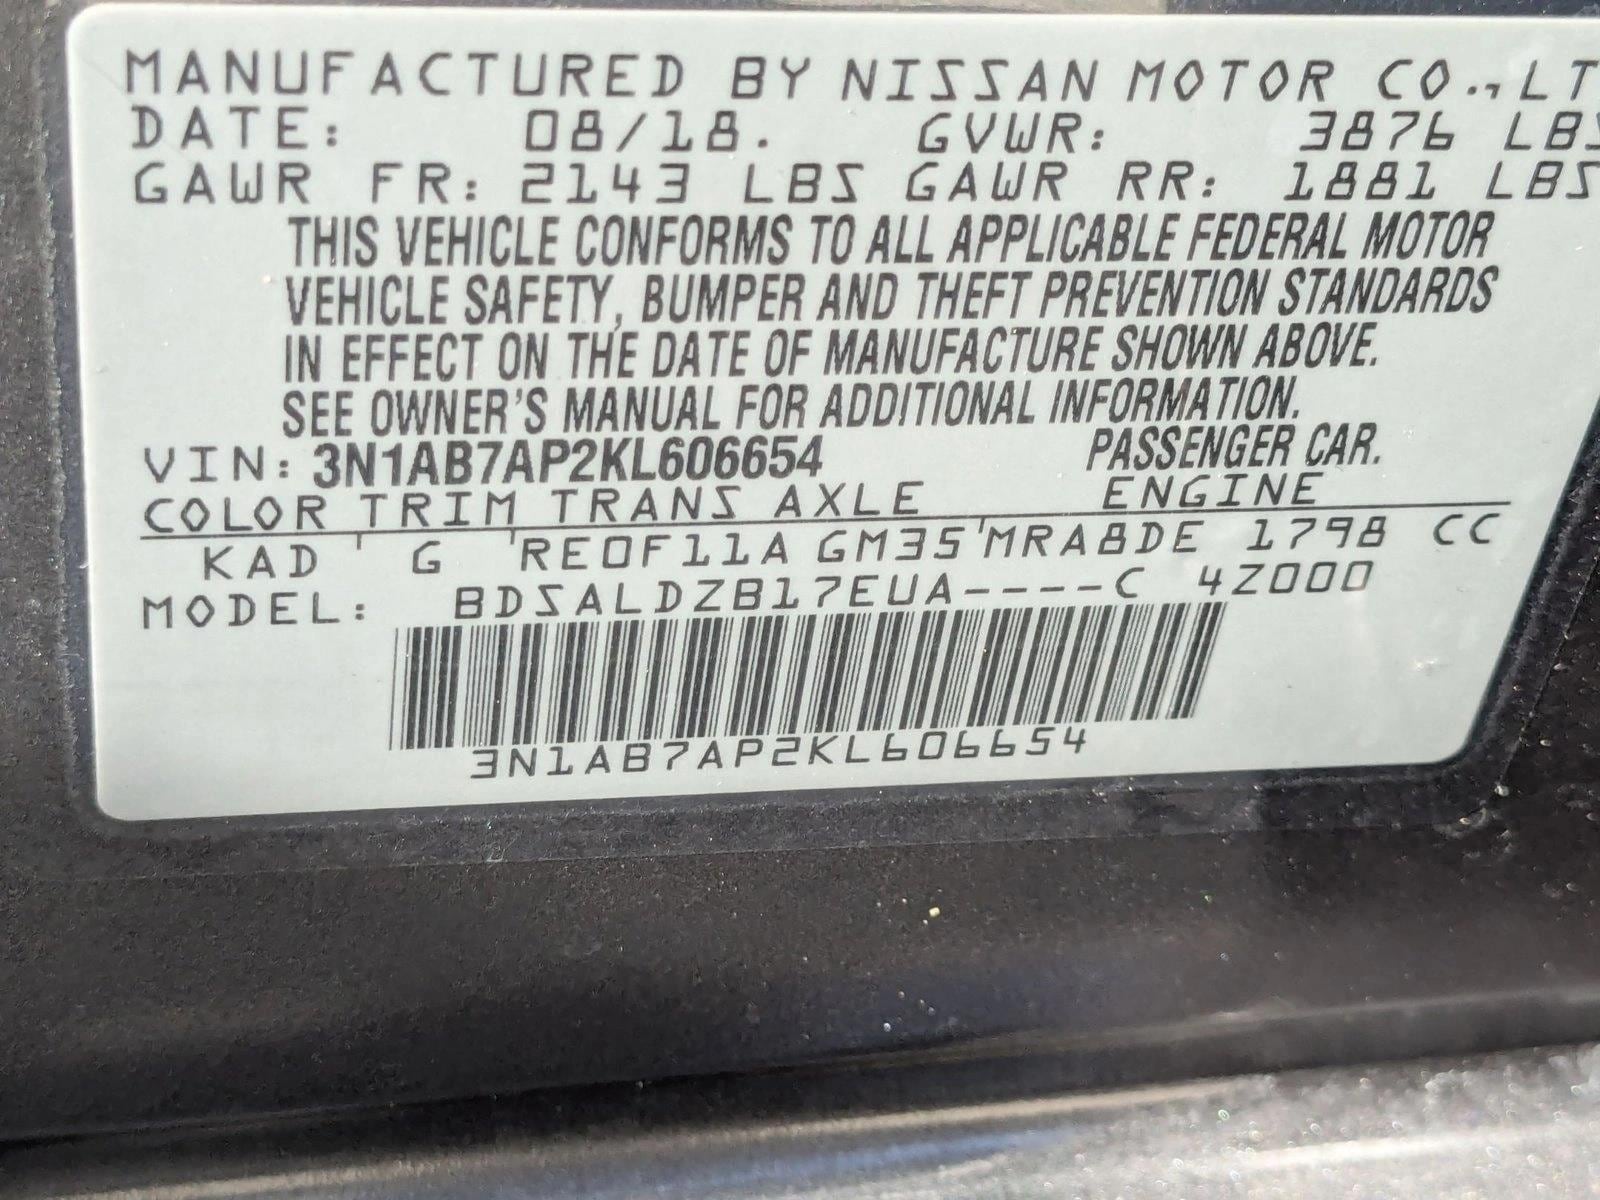 MANUFACTURED BY NISSAN MOTOR CO., LT
DATE: 08/18. GVWR: 3876 LBS
GAWR FR: 2143 LBS GAWR RR: 1881 LBS
THIS VEHICLE CONFORMS TO ALL APPLICABLE FEDERAL MOTOR
VEHICLE SAFETY, BUMPER AND THEFT PREVENTION STANDARDS
IN EFFECT ON THE DATE OF MANUFACTURE SHOWN ABOVE.
SEE OWNER'S MANUAL FOR ADDITIONAL INFORMATION.
VIN: 3N1AB7AP2KL606654 PASSENGER CAR.
COLOR TRIM TRANS AXLE ENGINE
KAD ' G 'RE0F11A GM35'MRA8DE 1798 CC
MODEL: BDSALDZB17EUA----C 4Z000
3N1AB7AP2KL606654